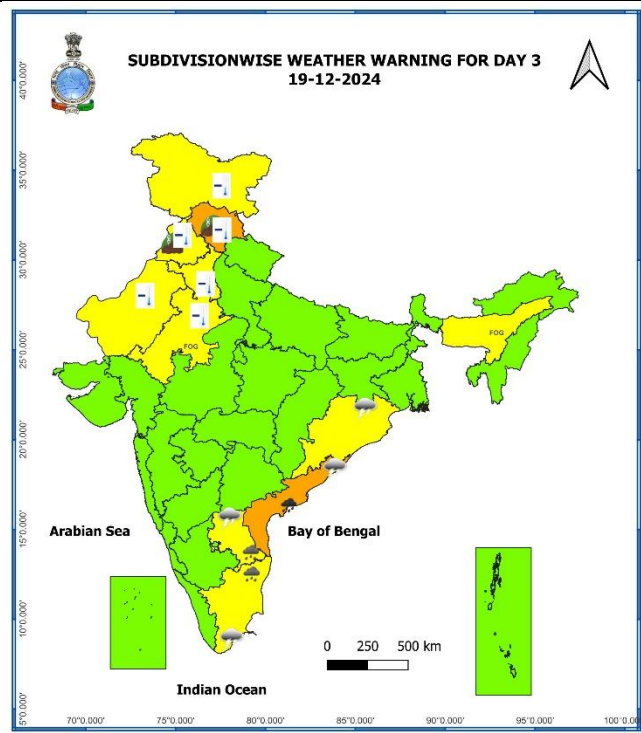 SUBDIVISIONWISE WEATHER WARNING FOR DAY 3
19-12-2024
40°0.000'
35°0.000'
30°0.000'
25°0.000'
20°0.000'
15°0.000'
10°0.000'
5°0.000'
FOG
FOG
Arabian Sea
Bay of Bengal
0 250 500 km
Indian Ocean
70°0.000' 75°0.000' 80°0.000' 85°0.000' 90°0.000' 95°0.000' 100°0.00